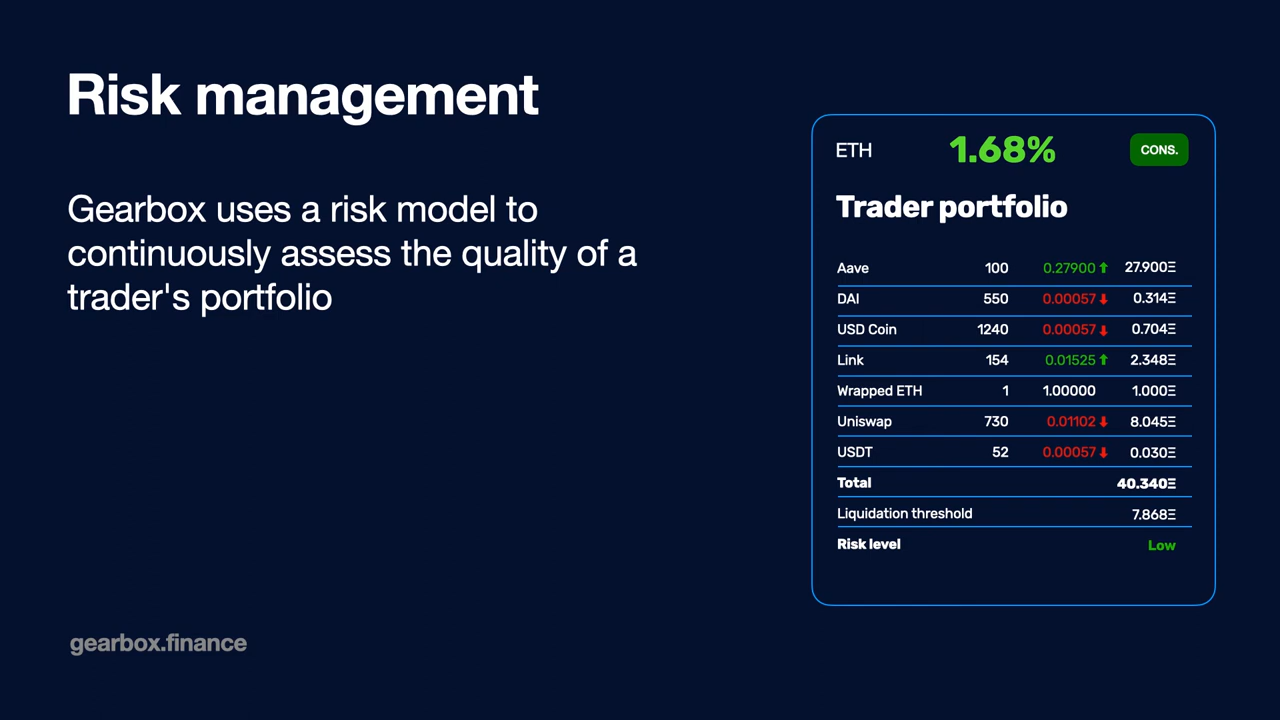 Risk management
Gearbox uses a risk model to
continuously assess the quality of a
trader's portfolio
ETH 1.68% CONS.
Trader portfolio
Aave 100 0.27900 ⬆ 27.900Ξ
DAI 550 0.00057 ⬇ 0.314Ξ
USD Coin 1240 0.00057 ⬇ 0.704Ξ
Link 154 0.01525 ⬆ 2.348Ξ
Wrapped ETH 1 1.00000 1.000Ξ
Uniswap 730 0.01102 ⬇ 8.045Ξ
USDT 52 0.00057 ⬇ 0.030Ξ
Total 40.340Ξ
Liquidation threshold 7.868Ξ
Risk level Low
gearbox.finance